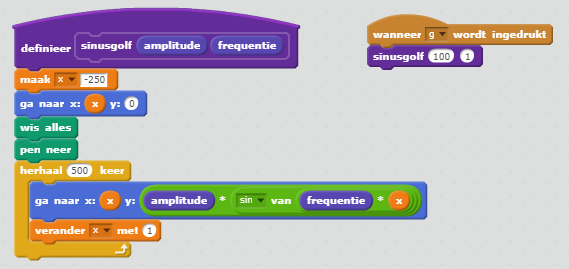 definieer sinusgolf amplitude frequentie
maak x -250
ga naar x: x y: 0
wis alles
pen neer
herhaal 500 keer
ga naar x: x y: amplitude * sin van frequentie * x
verander x met 1
wanneer g wordt ingedrukt
sinusgolf 100 1